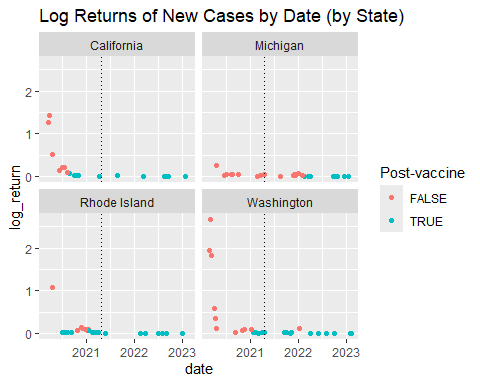 Log Returns of New Cases by Date (by State)
California
Michigan
2
1
0
log_return
Post-vaccine
FALSE
TRUE
Rhode Island
Washington
2
1
0
2021
2022
2023
2021
2022
2023
date